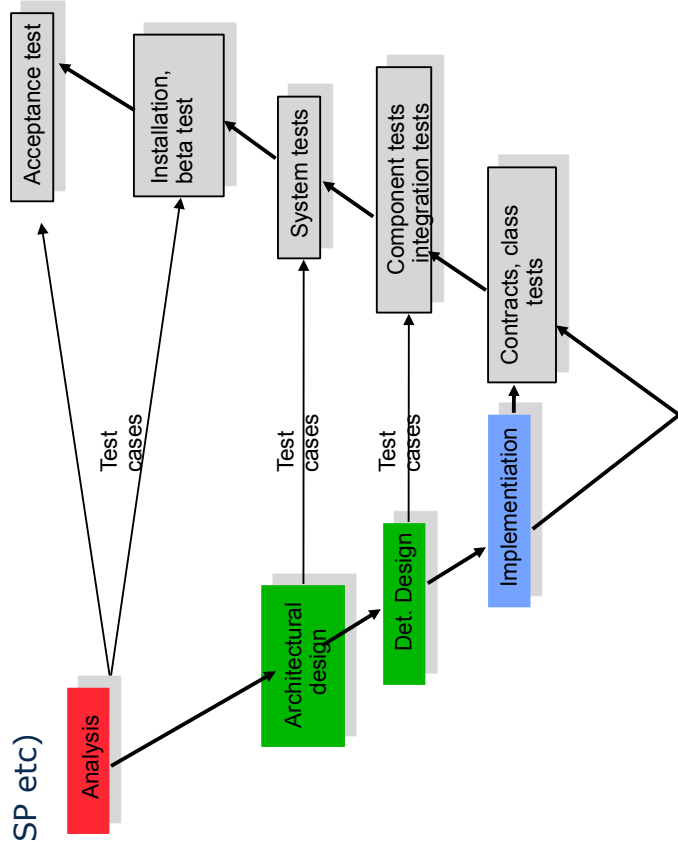 SP etc)
Analysis
Architectural
design
Det. Design
Implementiation
Test
cases
Test
cases
Test
cases
Acceptance test
Installation,
beta test
System tests
Component tests
integration tests
Contracts, class
tests